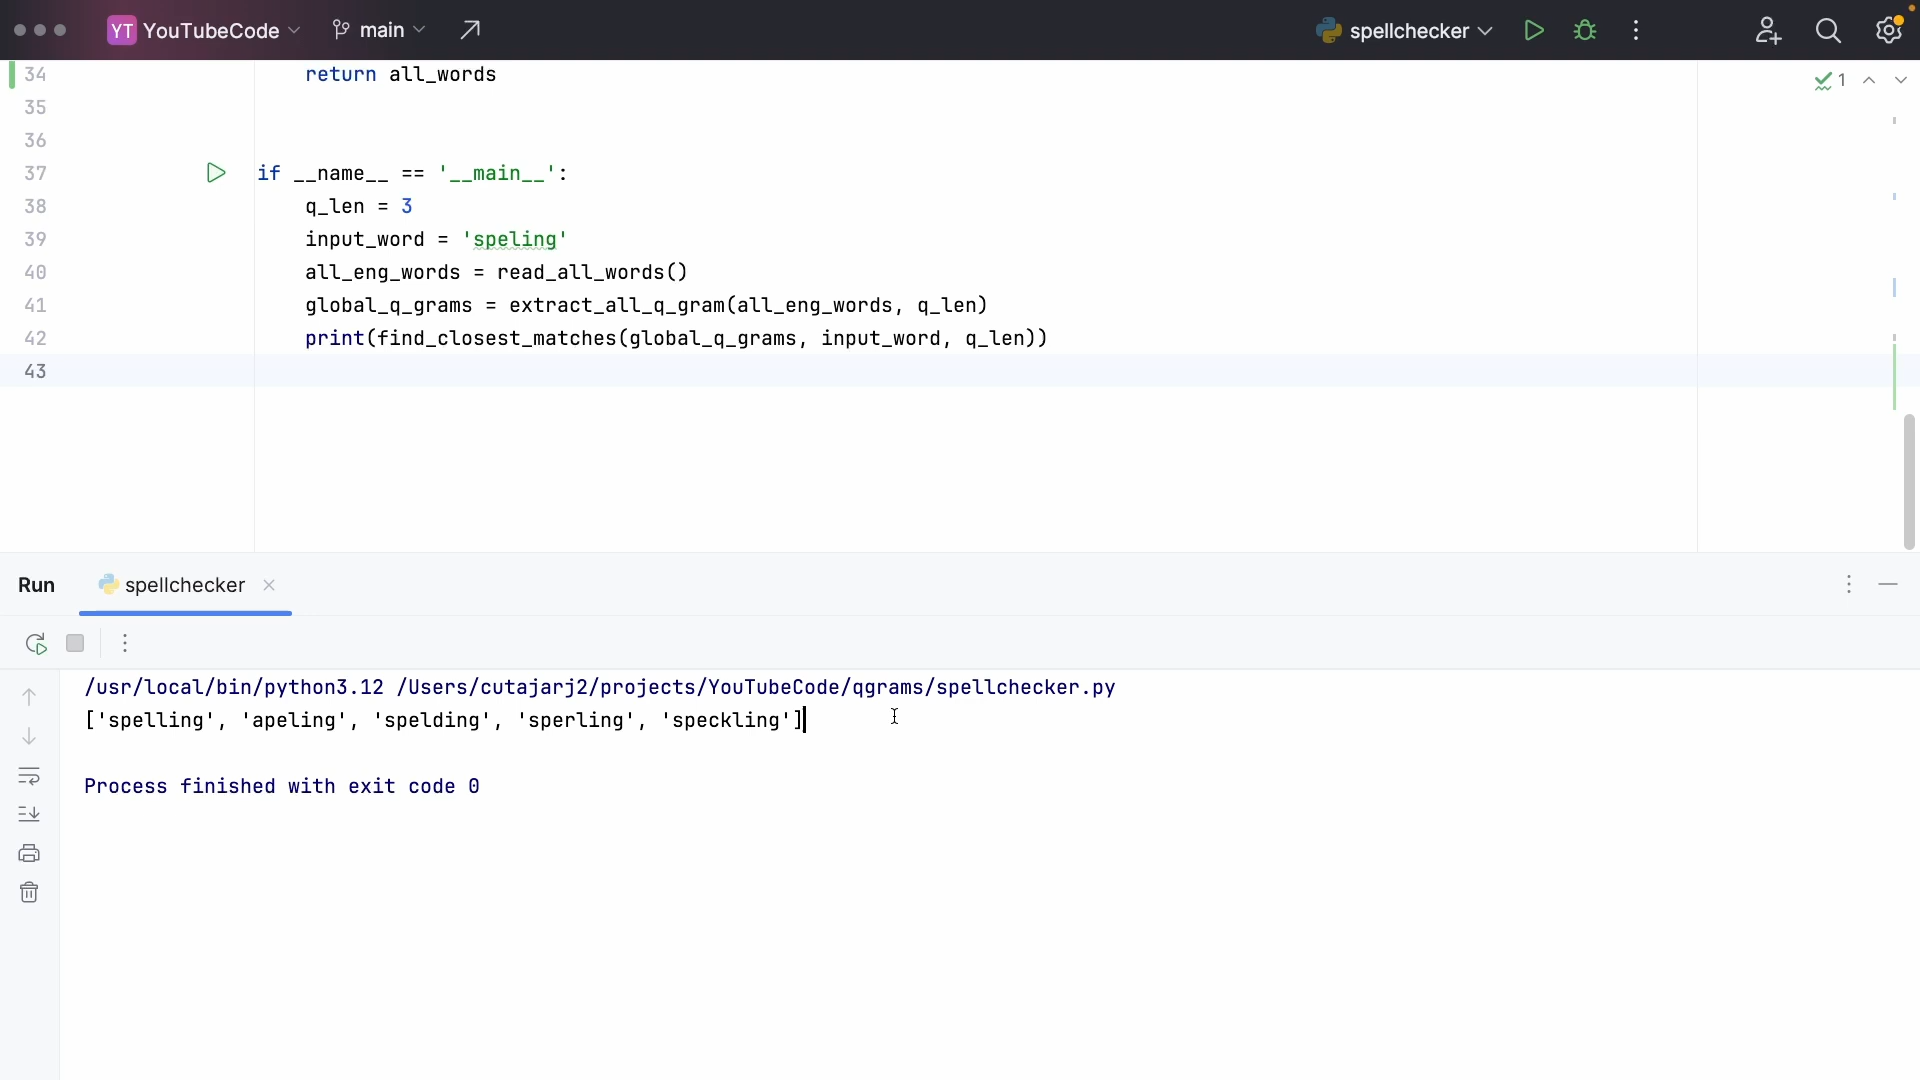 YT YouTubeCode main spellchecker
34 return all_words 1
35
36
37 if __name__ == '__main__':
38 q_len = 3
39 input_word = 'speling'
40 all_eng_words = read_all_words()
41 global_q_grams = extract_all_q_gram(all_eng_words, q_len)
42 print(find_closest_matches(global_q_grams, input_word, q_len))
43
Run spellchecker
/usr/local/bin/python3.12 /Users/cutajarj2/projects/YouTubeCode/qgrams/spellchecker.py
['spelling', 'apeling', 'spelding', 'sperling', 'speckling']
Process finished with exit code 0